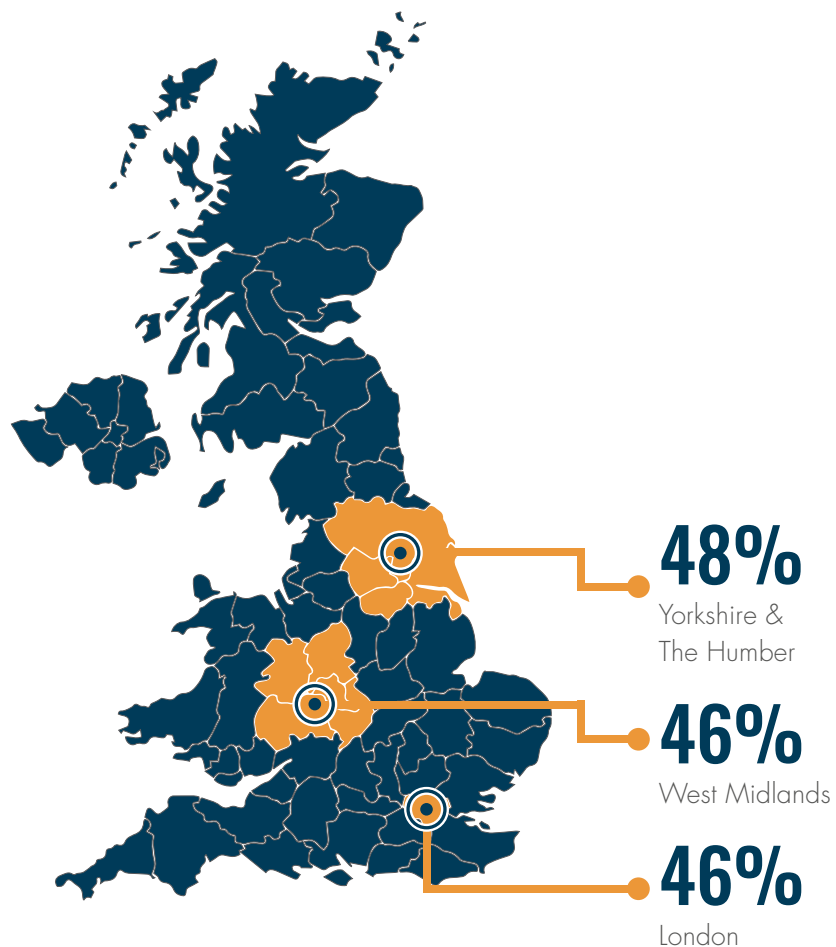 48%
Yorkshire &
The Humber
46%
West Midlands
46%
London